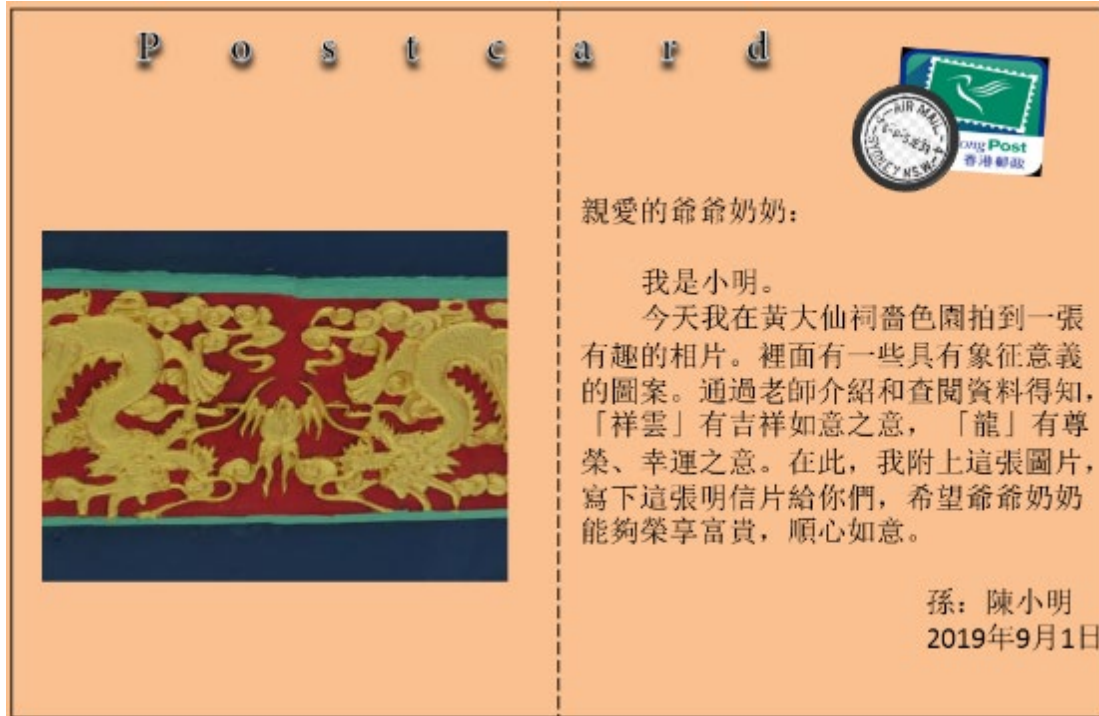 Postcard
AIR MAIL
SYDNEY N.S.W.
ong Post
香港郵政
親愛的爺爺奶奶：
我是小明。
今天我在黃大仙祠嗇色園拍到一張
有趣的相片。裡面有一些具有象征意義
的圖案。通過老師介紹和查閱資料得知，
「祥雲」有吉祥如意之意，「龍」有尊
榮、幸運之意。在此，我附上這張圖片，
寫下這張明信片給你們，希望爺爺奶奶
能夠榮享富貴，順心如意。
孫：陳小明
2019年9月1日